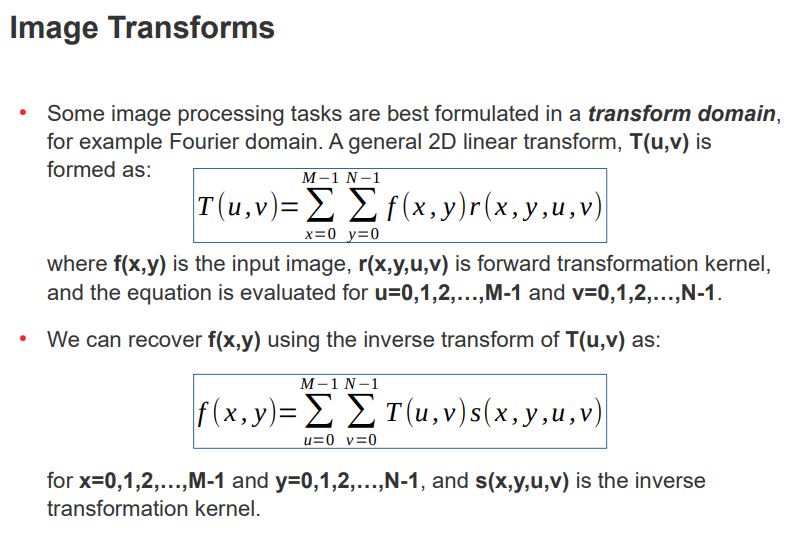 Image Transforms
• Some image processing tasks are best formulated in a transform domain,
for example Fourier domain. A general 2D linear transform, T(u,v) is
formed as:
M−1 N−1
T(u,v)=∑ ∑ f(x,y)r(x,y,u,v)
x=0 y=0
where f(x,y) is the input image, r(x,y,u,v) is forward transformation kernel,
and the equation is evaluated for u=0,1,2,…,M-1 and v=0,1,2,…,N-1.
• We can recover f(x,y) using the inverse transform of T(u,v) as:
M−1 N−1
f(x,y)=∑ ∑ T(u,v)s(x,y,u,v)
u=0 v=0
for x=0,1,2,…,M-1 and y=0,1,2,…,N-1, and s(x,y,u,v) is the inverse
transformation kernel.